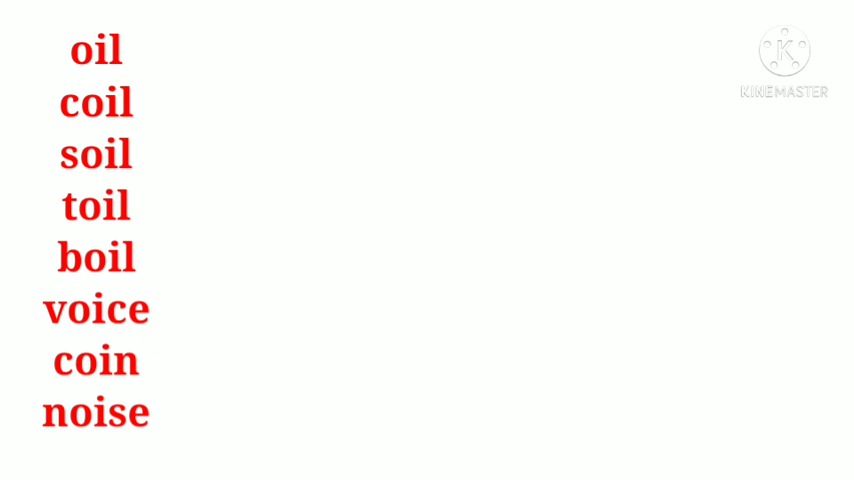 oil
coil
soil
toil
boil
voice
coin
noise
K
KINEMASTER